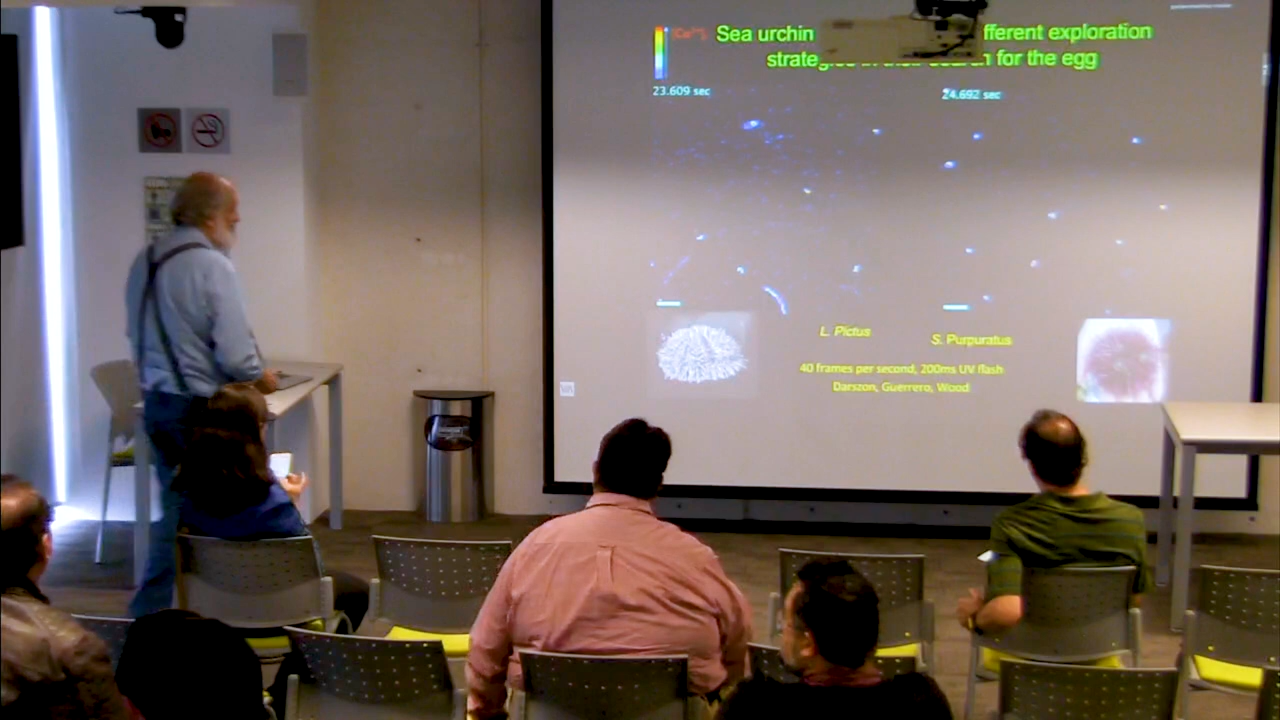 [Ca²⁺]ᵢ Sea urchin fferent exploration
for the egg
23.609 sec
24.692 sec
L. Pictus
S. Purpuratus
40 frames per second, 200ms UV flash
Darszon, Guerrero, Wood